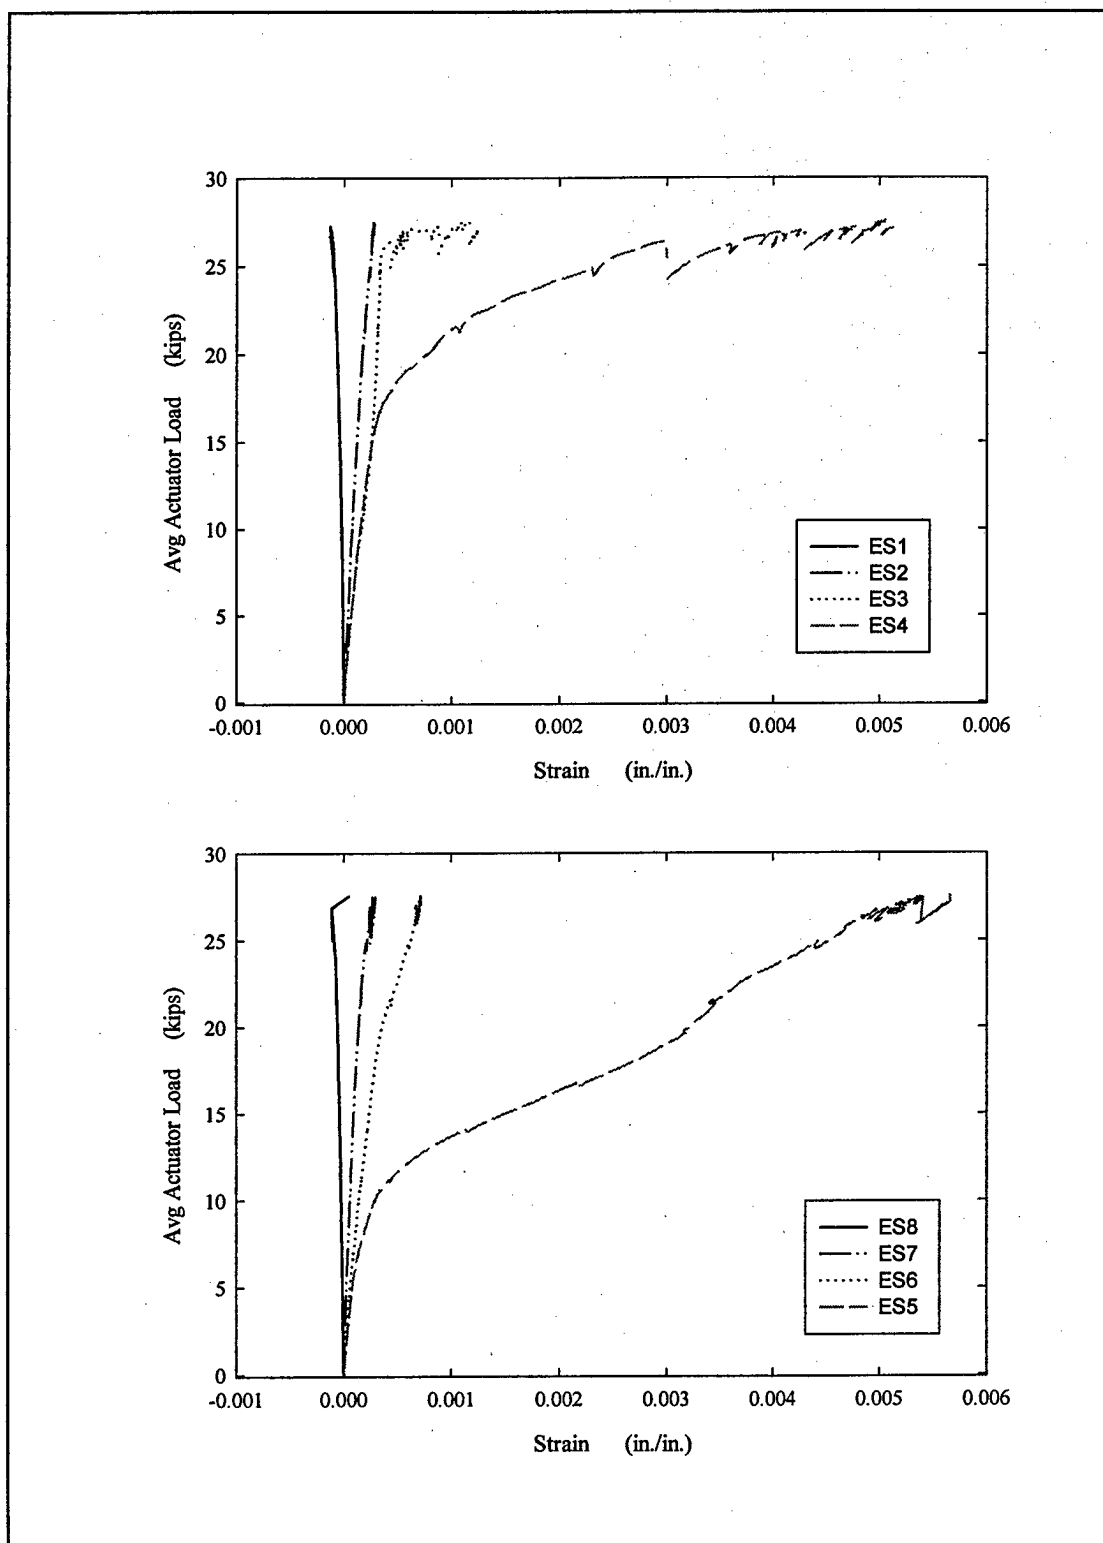 30
25
20
15
10
5
0
Avg Actuator Load (kips)
ES1
ES2
ES3
ES4
-0.001 0.000 0.001 0.002 0.003 0.004 0.005 0.006
Strain (in./in.)
30
25
20
15
10
5
0
Avg Actuator Load (kips)
ES8
ES7
ES6
ES5
-0.001 0.000 0.001 0.002 0.003 0.004 0.005 0.006
Strain (in./in.)